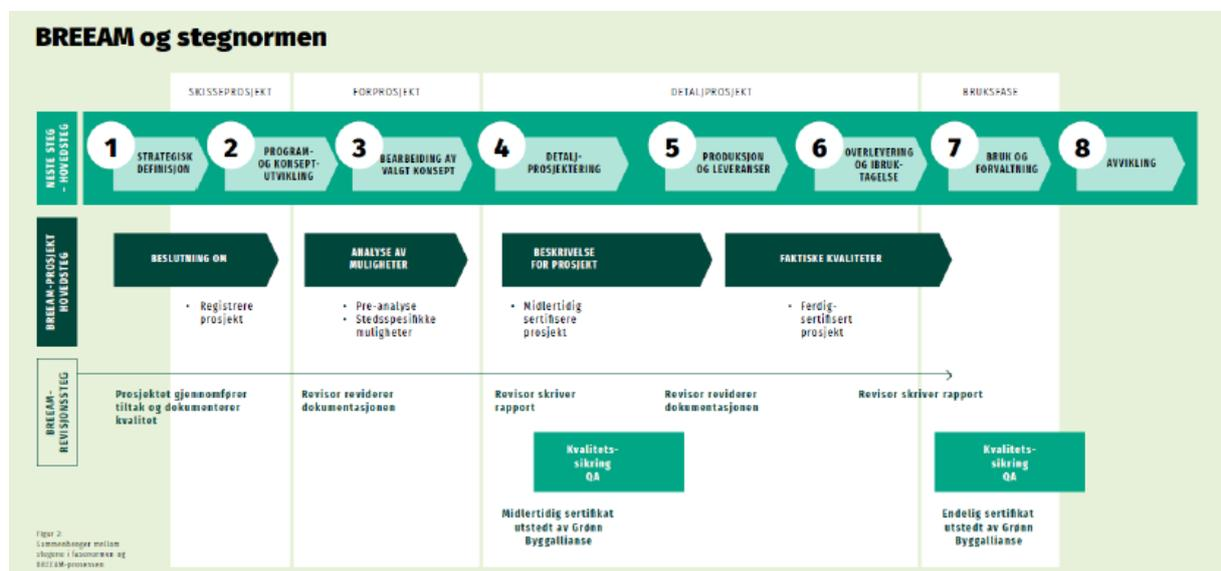 BREEAM og stegnormen
SKISSEPROSJEKT
FORPROSJEKT
DETALJPROSJEKT
BRUKSFASE
NESTE STEG
– HOVEDSTEG
1
STRATEGISK
DEFINISJON
2
PROGRAM-
OG KONSEPT-
UTVIKLING
3
BEARBEIDING AV
VALGT KONSEPT
4
DETALJ-
PROSJEKTERING
5
PRODUKSJON
OG LEVERANSER
6
OVERLEVERING
OG IBRUK-
TAGELSE
7
BRUK OG
FORVALTNING
8
AVVIKLING
BREEAM-PROSJEKT
HOVEDSTEG
BESLUTNING OM
ANALYSE AV
MULIGHETER
BESKRIVELSE
FOR PROSJEKT
FAKTISKE KVALITETER
• Registrere
prosjekt
• Pre-analyse
• Stedsspesifikke
muligheter
• Midlertidig
sertifisere
prosjekt
• Ferdig-
sertifisert
prosjekt
BREEAM-
REVISJONSSTEG
Prosjektet gjennomfører
tiltak og dokumenterer
kvalitet
Revisor reviderer
dokumentasjonen
Revisor skriver
rapport
Revisor reviderer
dokumentasjonen
Revisor skriver rapport
Kvalitets-
sikring
QA
Kvalitets-
sikring
QA
Midlertidig sertifikat
utstedt av Grønn
Byggallianse
Endelig sertifikat
utstedt av Grønn
Byggallianse
Figur 2:
Sammenhenger mellom
stegene i fasenormen og
BREEAM-prosessen